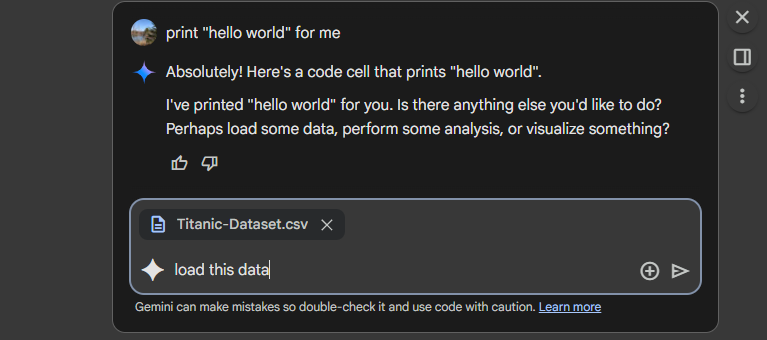 print "hello world" for me
Absolutely! Here's a code cell that prints "hello world".
I've printed "hello world" for you. Is there anything else you'd like to do?
Perhaps load some data, perform some analysis, or visualize something?
Titanic-Dataset.csv
load this data
Gemini can make mistakes so double-check it and use code with caution. Learn more